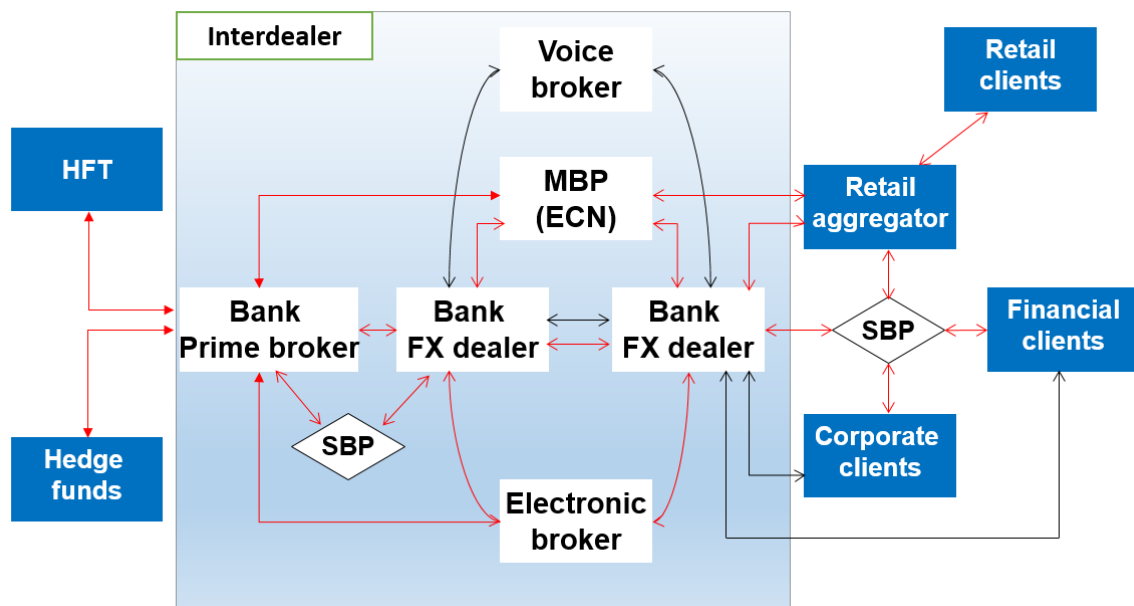 Interdealer
Voice
broker
Retail
clients
HFT
MBP
(ECN)
Retail
aggregator
Bank
Prime broker
Bank
FX dealer
Bank
FX dealer
SBP
Financial
clients
SBP
Hedge
funds
Corporate
clients
Electronic
broker